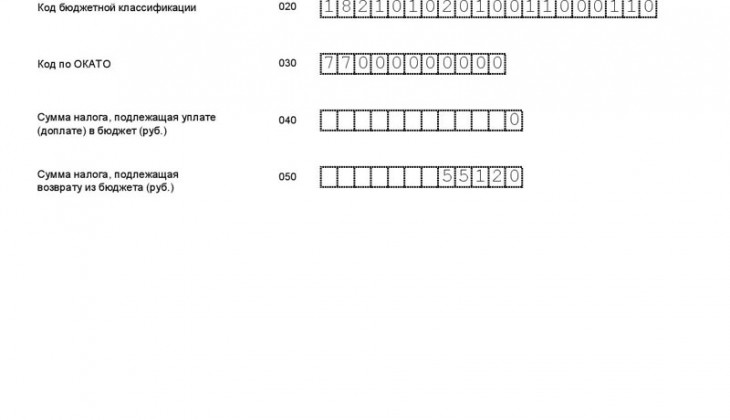 Код бюджетной классификации 020 18210102010011000110
Код по ОКАТО 030 77000000000
Сумма налога, подлежащая уплате
(доплате) в бюджет (руб.) 040 0
Сумма налога, подлежащая
возврату из бюджета (руб.) 050 55120